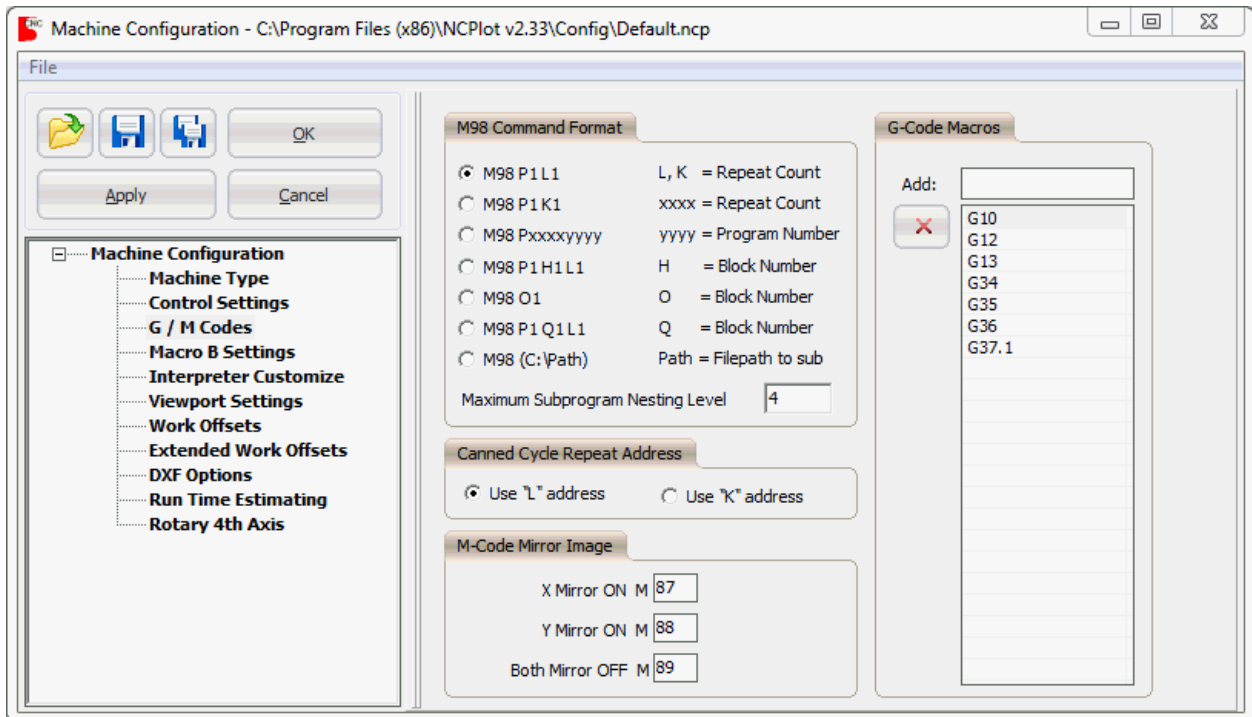 CNC
Machine Configuration - C:\Program Files (x86)\NCPlot v2.33\Config\Default.ncp
File
OK
Apply
Cancel
Machine Configuration
Machine Type
Control Settings
G / M Codes
Macro B Settings
Interpreter Customize
Viewport Settings
Work Offsets
Extended Work Offsets
DXF Options
Run Time Estimating
Rotary 4th Axis
M98 Command Format
M98 P1 L1 L, K = Repeat Count
M98 P1 K1 xxxx = Repeat Count
M98 Pxxxxyyyy yyyy = Program Number
M98 P1 H1 L1 H = Block Number
M98 O1 O = Block Number
M98 P1 Q1 L1 Q = Block Number
M98 (C:\Path) Path = Filepath to sub
Maximum Subprogram Nesting Level 4
Canned Cycle Repeat Address
Use "L" address Use "K" address
M-Code Mirror Image
X Mirror ON M 87
Y Mirror ON M 88
Both Mirror OFF M 89
G-Code Macros
Add:
G10
G12
G13
G34
G35
G36
G37.1